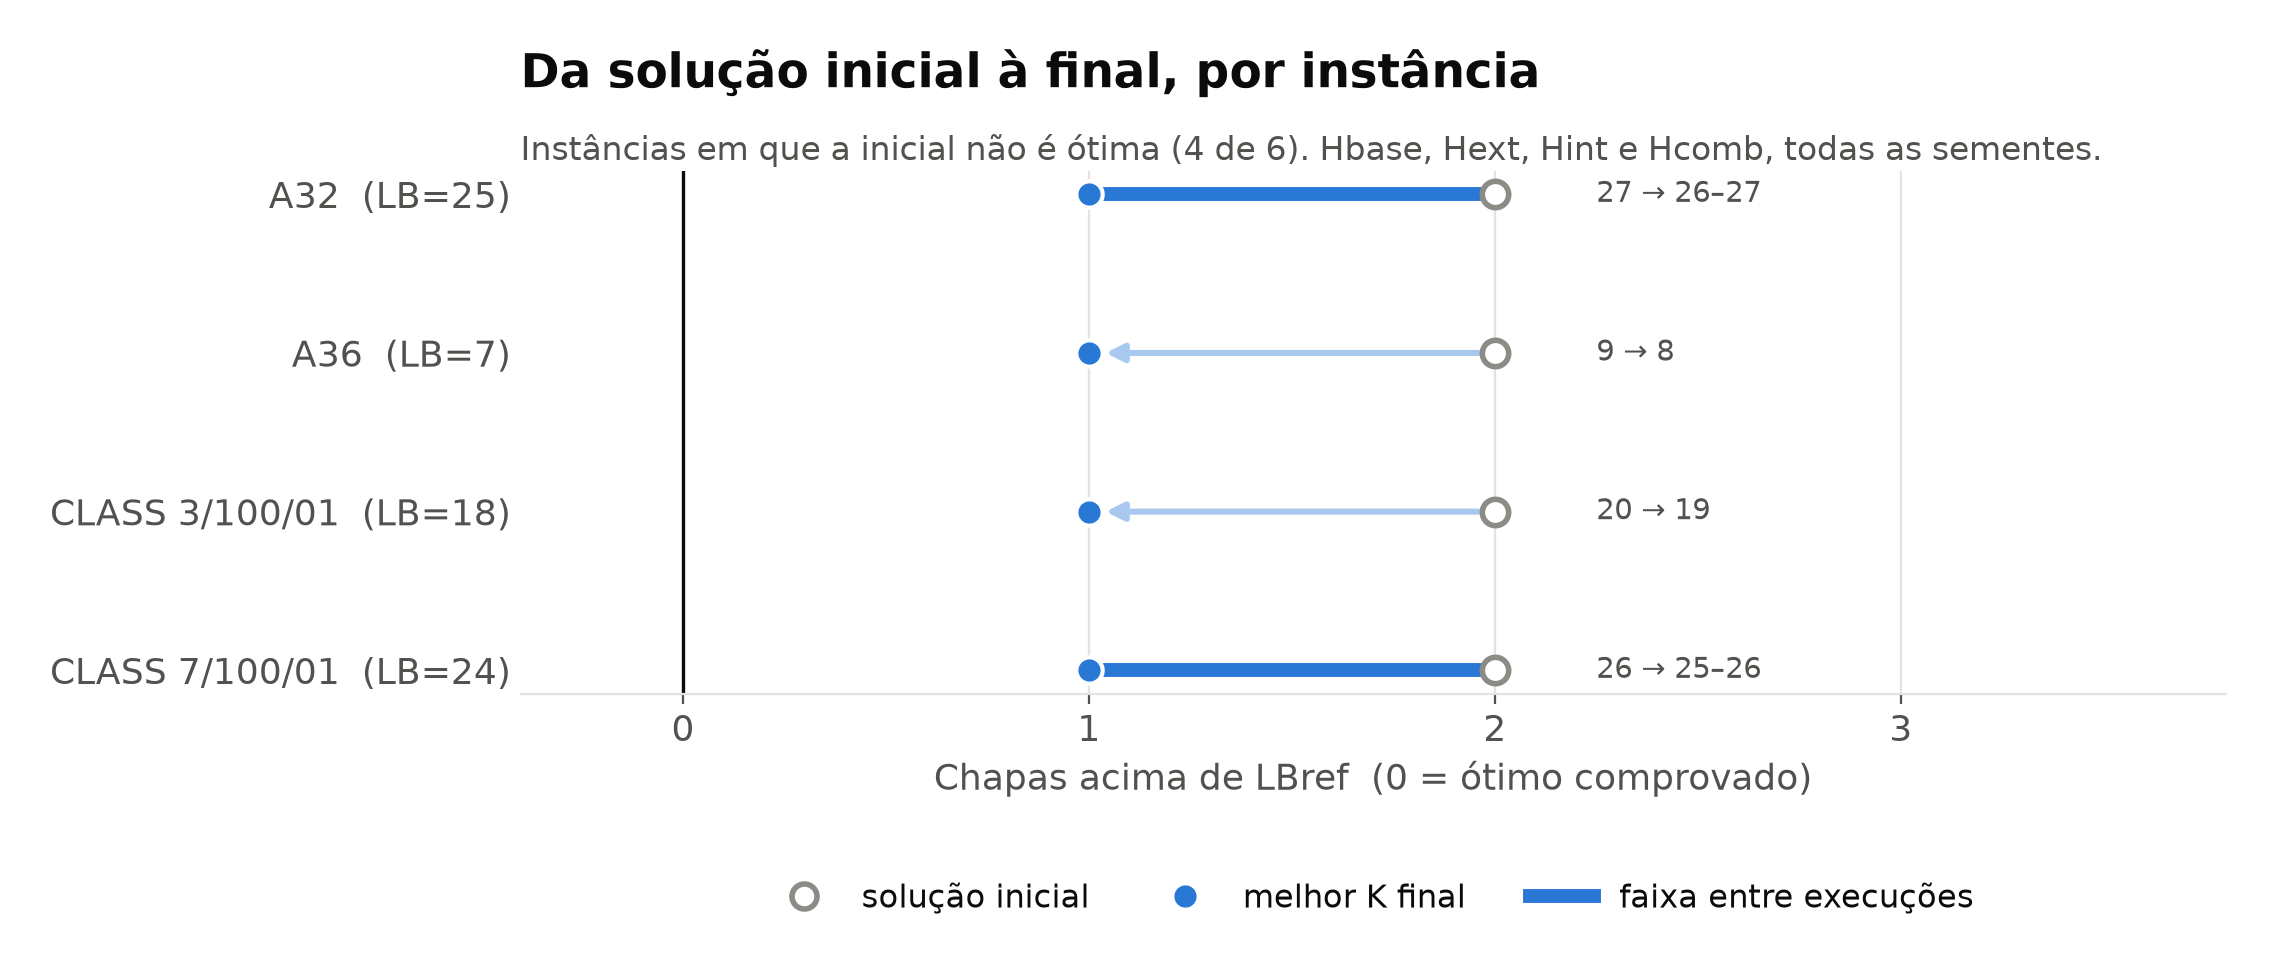 Da solução inicial à final, por instância
Instâncias em que a inicial não é ótima (4 de 6). Hbase, Hext, Hint e Hcomb, todas as sementes.
A32 (LB=25)
27 → 26–27
A36 (LB=7)
9 → 8
CLASS 3/100/01 (LB=18)
20 → 19
CLASS 7/100/01 (LB=24)
26 → 25–26
0 1 2 3
Chapas acima de LBref (0 = ótimo comprovado)
solução inicial melhor K final faixa entre execuções